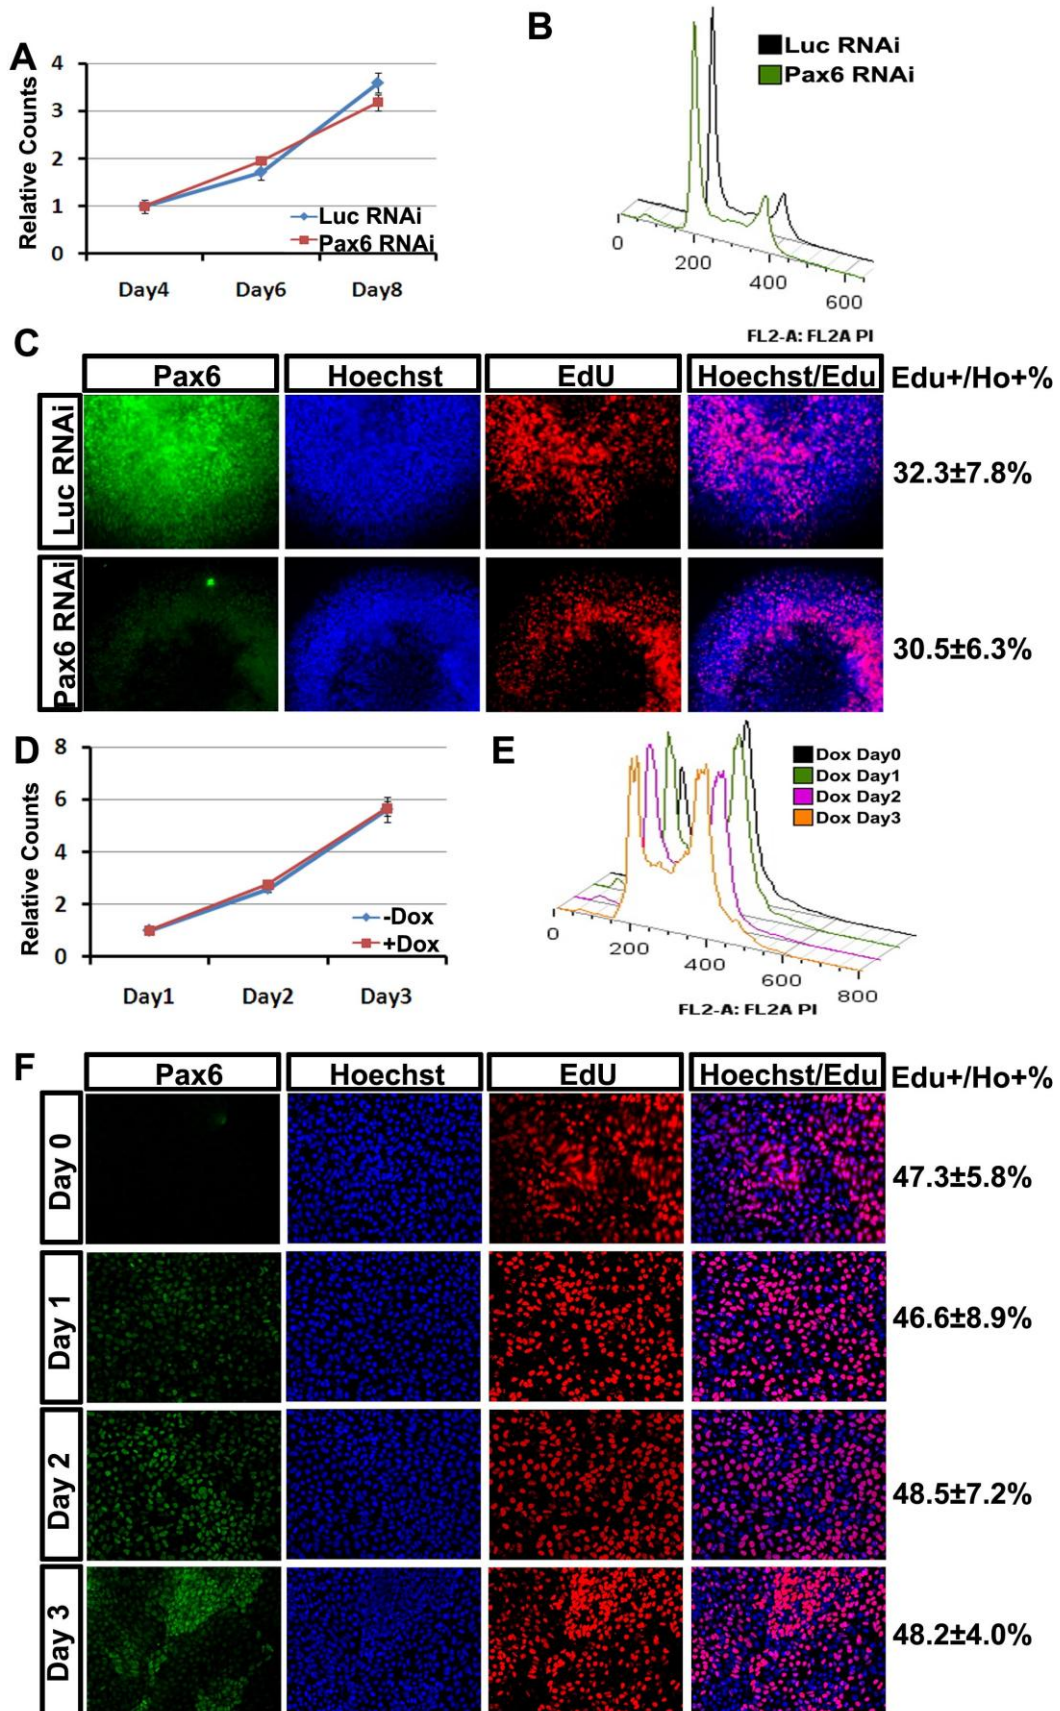 A
Relative Counts
4
3
2
1
0
Day4
Day6
Day8
Luc RNAi
Pax6 RNAi
B
Luc RNAi
Pax6 RNAi
0
200
400
600
FL2-A: FL2A PI
C
Pax6
Hoechst
EdU
Hoechst/Edu
Edu+/Ho+%
Luc RNAi
32.3±7.8%
Pax6 RNAi
30.5±6.3%
D
Relative Counts
8
6
4
2
0
Day1
Day2
Day3
-Dox
+Dox
E
Dox Day0
Dox Day1
Dox Day2
Dox Day3
0
200
400
600
800
FL2-A: FL2A PI
F
Pax6
Hoechst
EdU
Hoechst/Edu
Edu+/Ho+%
Day 0
47.3±5.8%
Day 1
46.6±8.9%
Day 2
48.5±7.2%
Day 3
48.2±4.0%